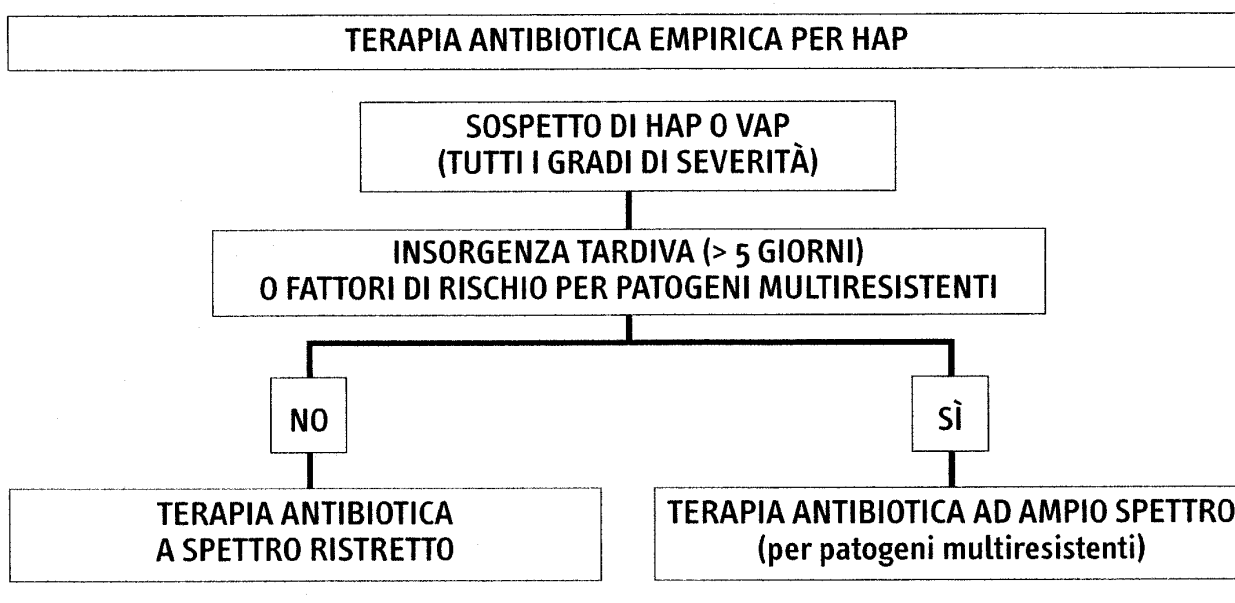 TERAPIA ANTIBIOTICA EMPIRICA PER HAP
SOSPETTO DI HAP O VAP
(TUTTI I GRADI DI SEVERITÀ)
INSORGENZA TARDIVA (> 5 GIORNI)
O FATTORI DI RISCHIO PER PATOGENI MULTIRESISTENTI
NO
SÌ
TERAPIA ANTIBIOTICA
A SPETTRO RISTRETTO
TERAPIA ANTIBIOTICA AD AMPIO SPETTRO
(per patogeni multiresistenti)